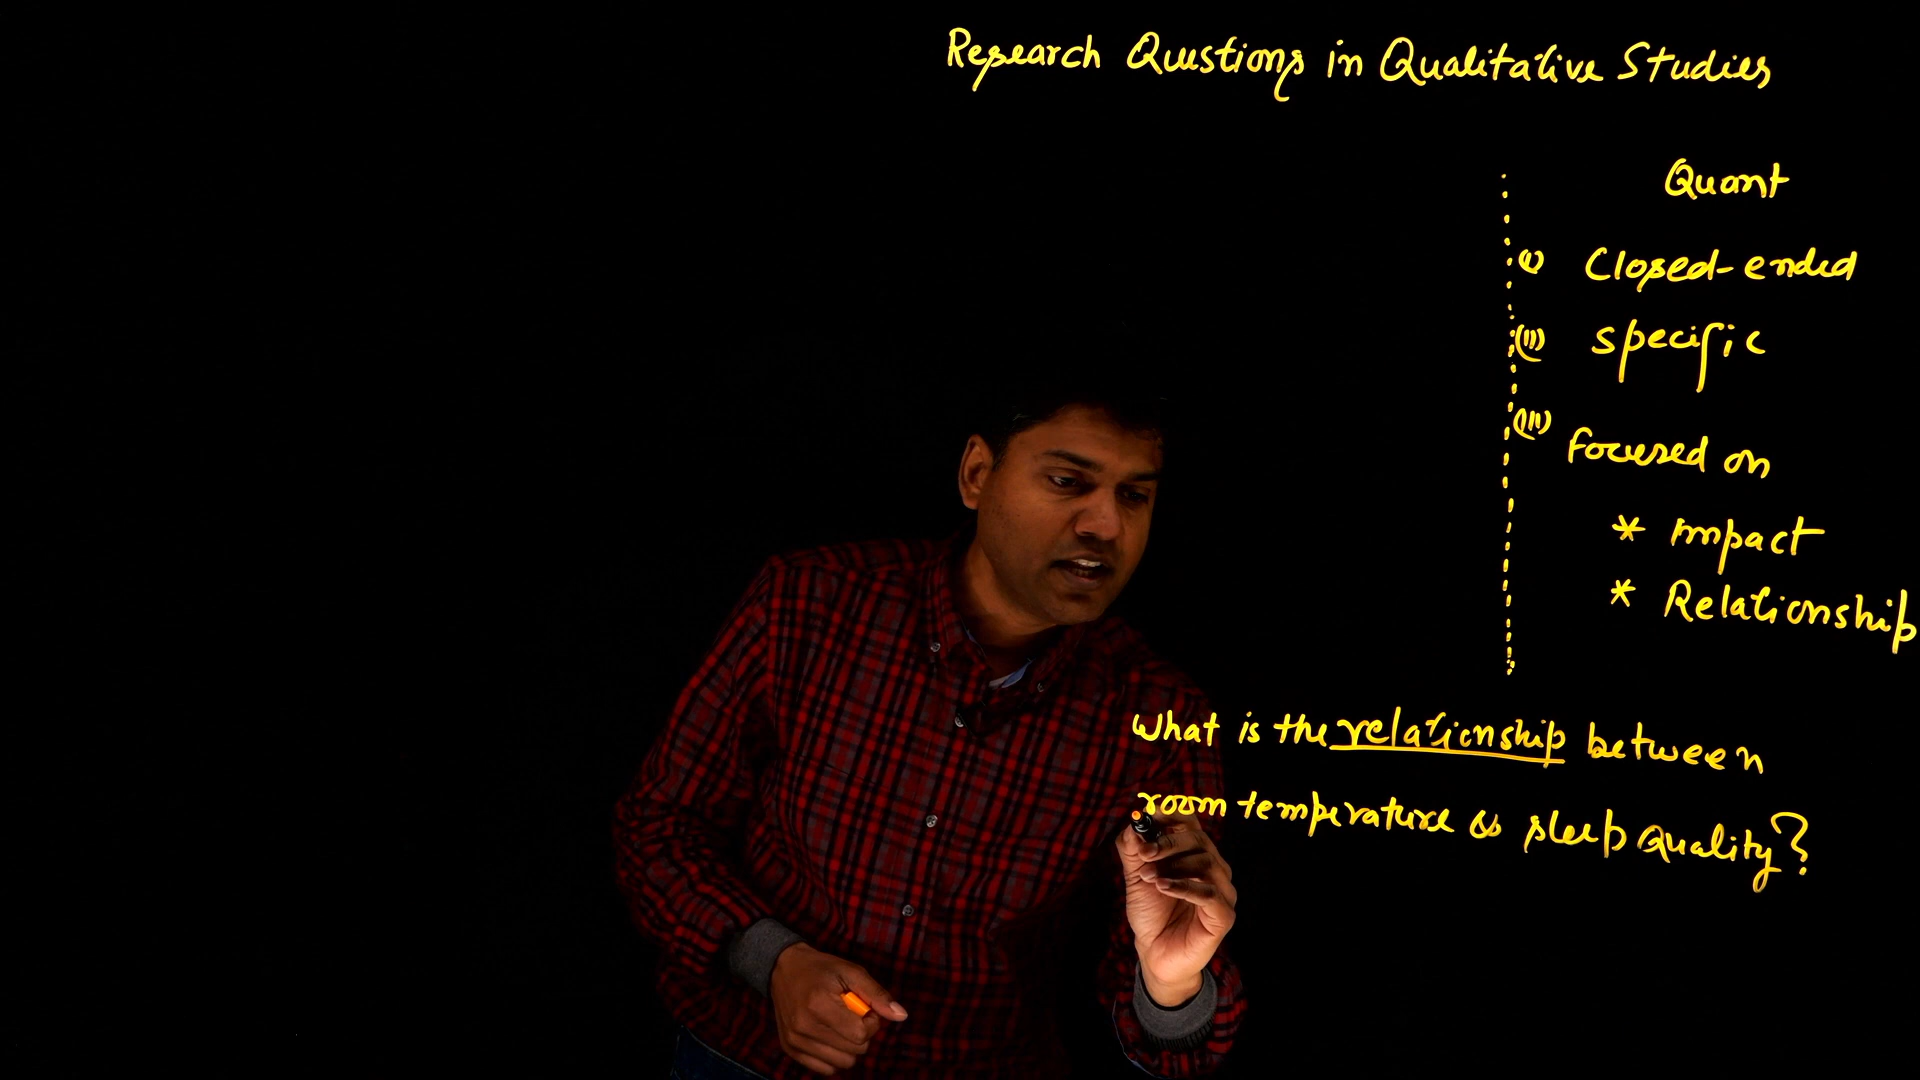 Research Questions in Qualitative Studies
Quant
(i) Closed-ended
(ii) specific
(iii) Focused on
* Impact
* Relationship
What is the relationship between
room temperature & sleep Quality?